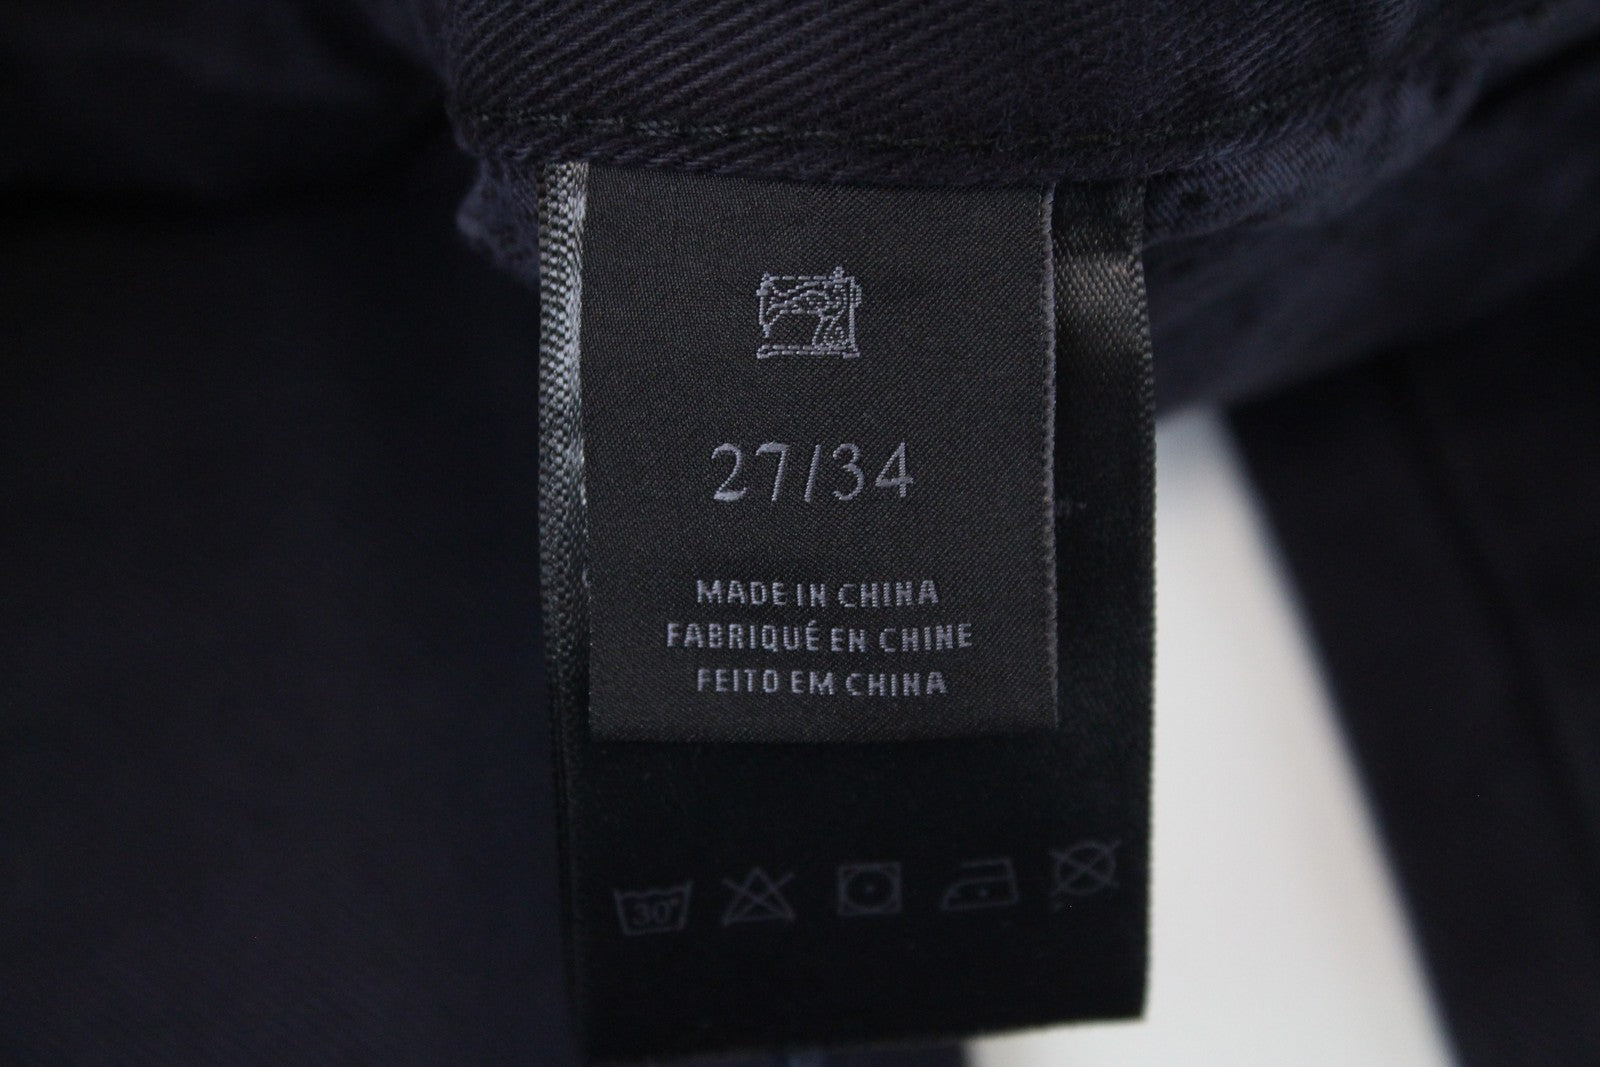 27/34
MADE IN CHINA
FABRIQUÉ EN CHINE
FEITO EM CHINA
30°